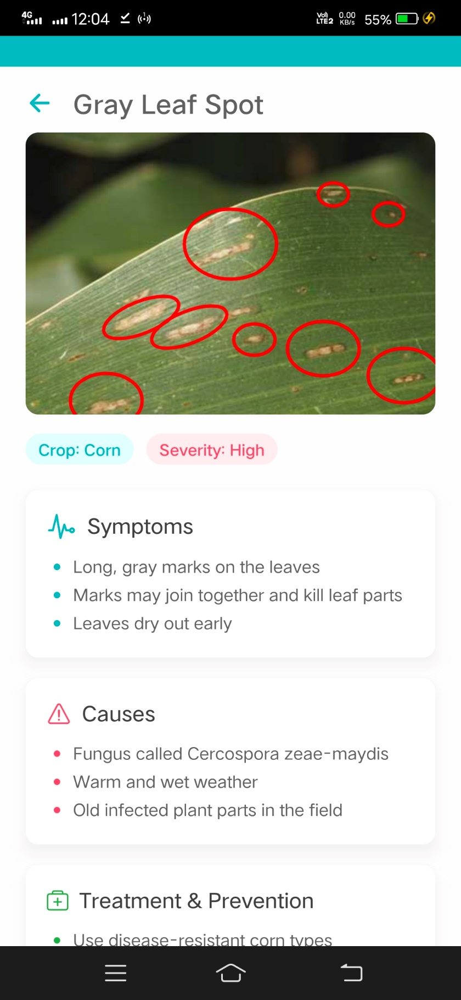 4G 12:04 Vo) LTE2 0.00 KB/s 55%
Gray Leaf Spot
Crop: Corn Severity: High
Symptoms
Long, gray marks on the leaves
Marks may join together and kill leaf parts
Leaves dry out early
Causes
Fungus called Cercospora zeae-maydis
Warm and wet weather
Old infected plant parts in the field
Treatment & Prevention
Use disease-resistant corn types